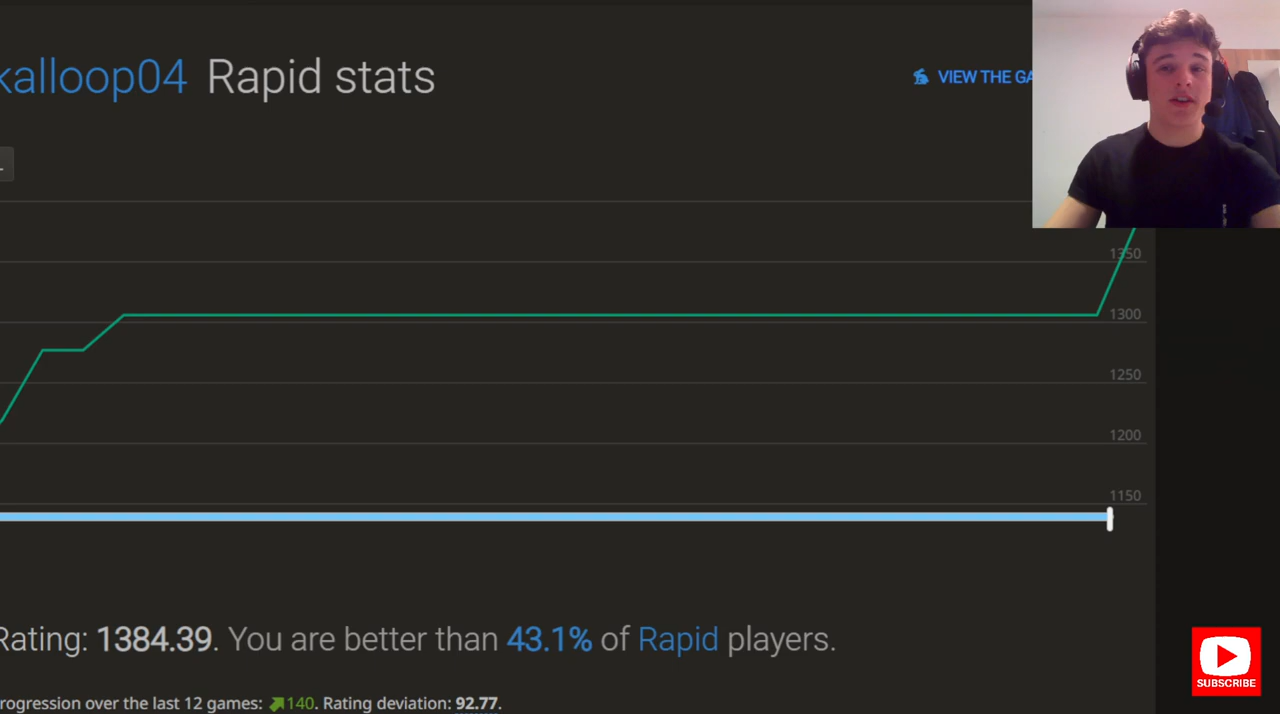 kalloop04 Rapid stats
VIEW THE GA
1350
1300
1250
1200
1150
Rating: 1384.39. You are better than 43.1% of Rapid players.
rogression over the last 12 games: 140. Rating deviation: 92.77.
SUBSCRIBE